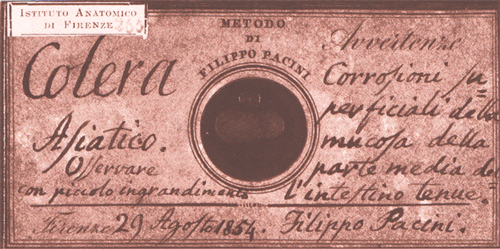 Istituto Anatomico
di Firenze
METODO
DI
FILIPPO PACINI
Colera
Asiatico.
Osservare
con piccolo ingrandimento
Avvertenze
Corrosioni su
perficiali della
mucosa della
parte media del
l'intestino tenue.
Firenze 29 Agosto 1854. Filippo Pacini.